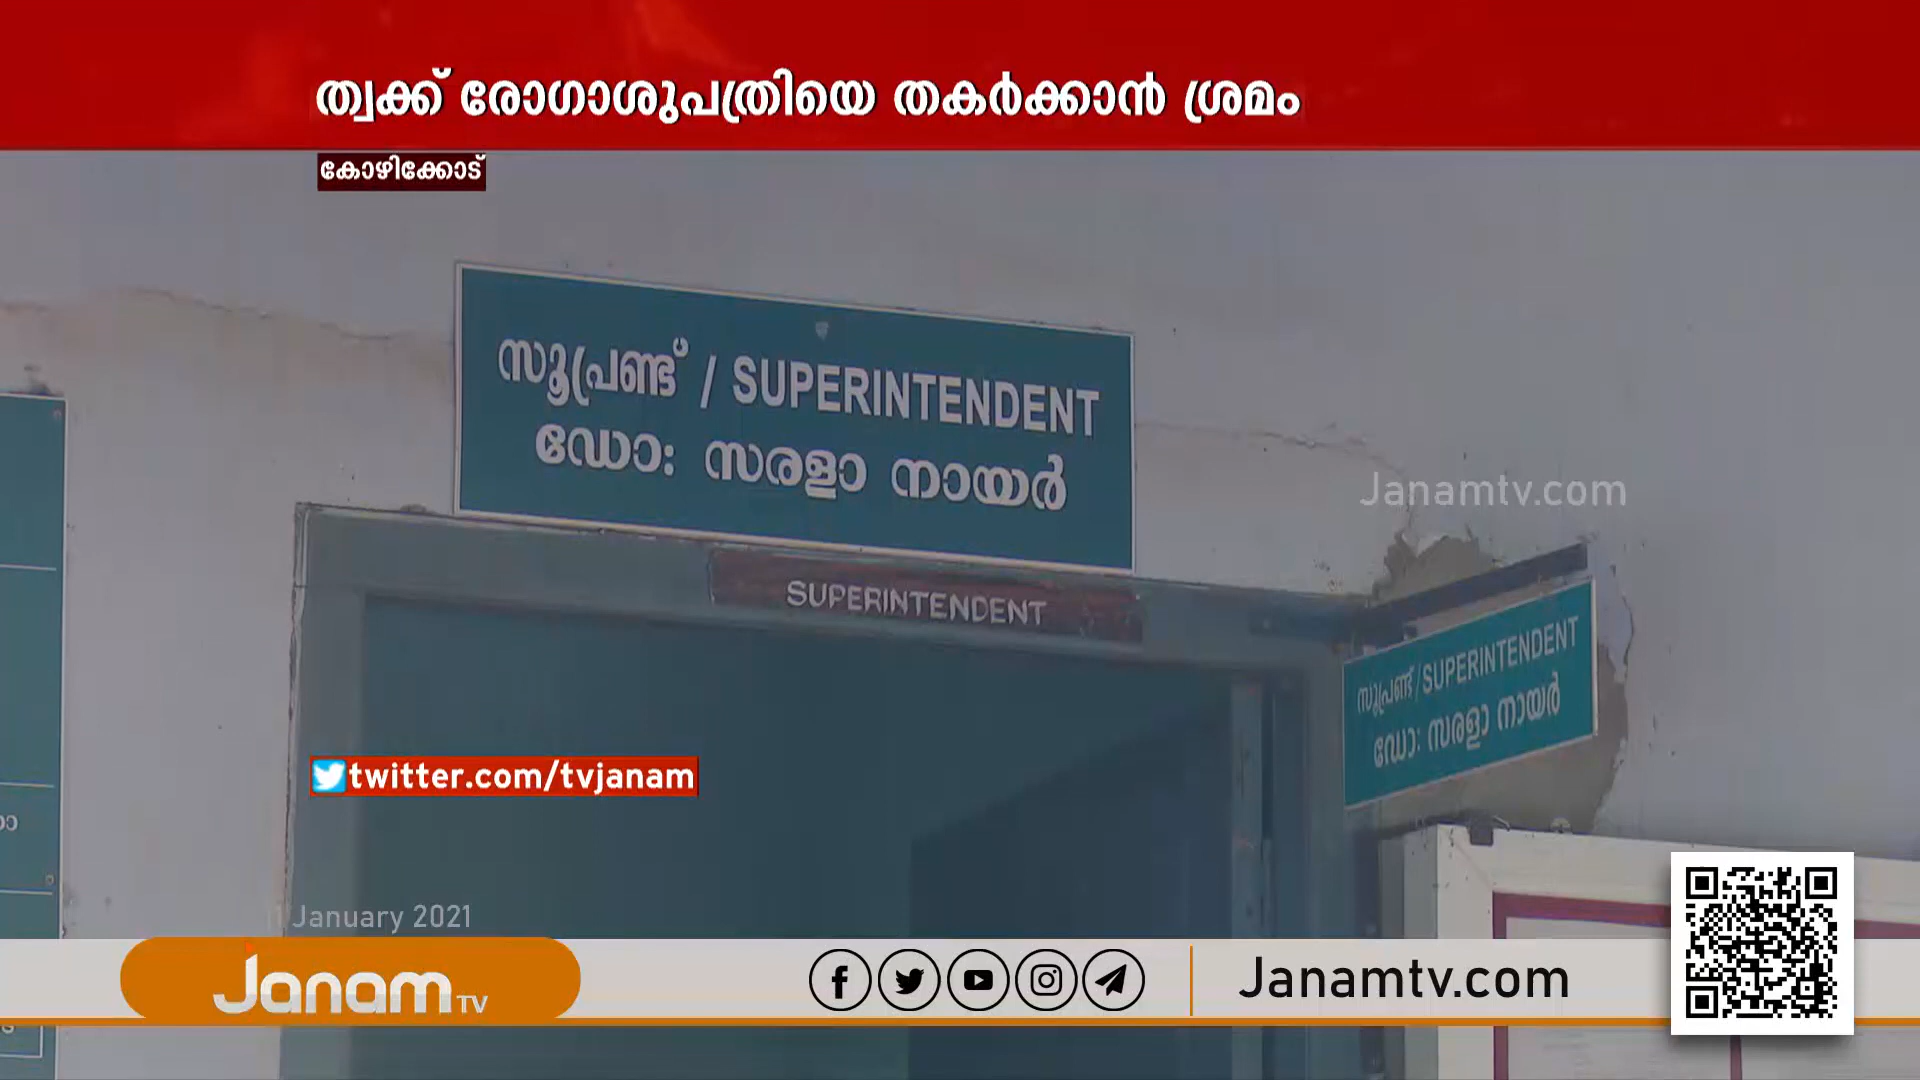 ത്വക്ക് രോഗാശുപത്രിയെ തകർക്കാൻ ശ്രമം
കോഴിക്കോട്
സൂപ്രണ്ട് / SUPERINTENDENT
ഡോ: സരളാ നായർ
Janamtv.com
SUPERINTENDENT
സൂപ്രണ്ട്/SUPERINTENDENT
ഡോ: സരളാ നായർ
twitter.com/tvjanam
1 January 2021
Janam TV
Janamtv.com